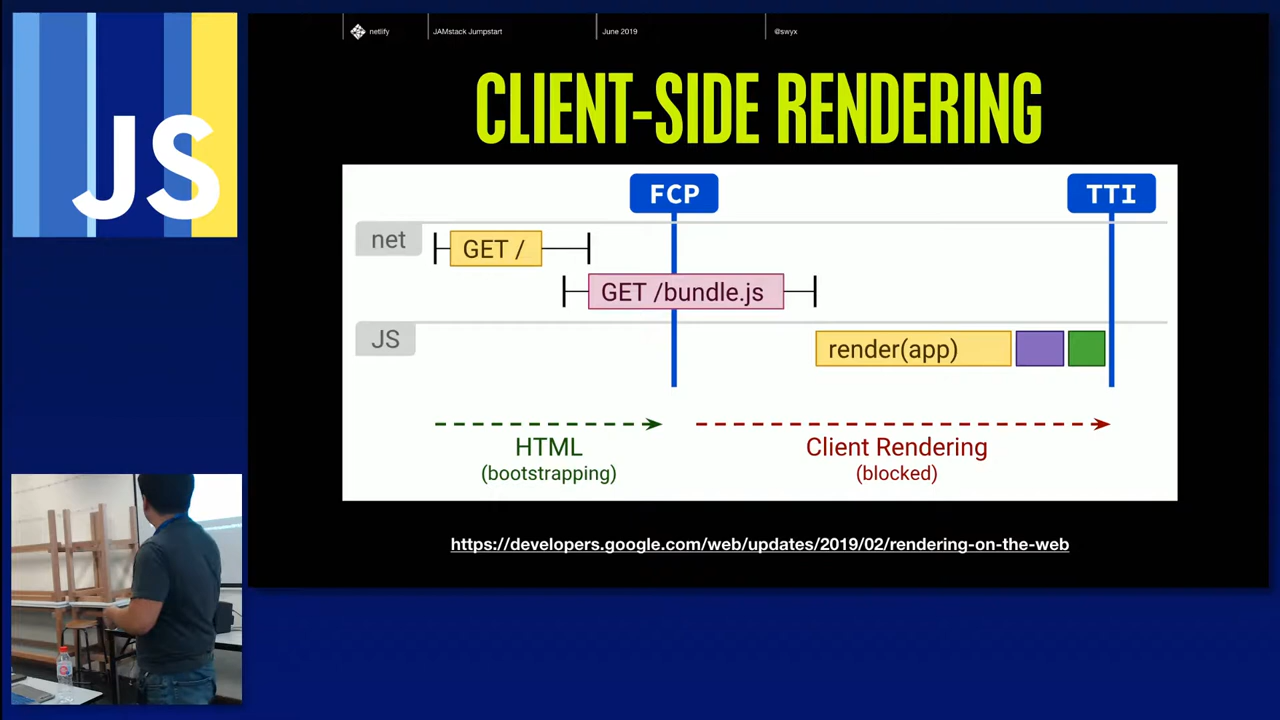 netlify
JAMstack Jumpstart
June 2019
@swyx
JS
CLIENT-SIDE RENDERING
FCP
TTI
net
GET /
GET /bundle.js
JS
render(app)
HTML
(bootstrapping)
Client Rendering
(blocked)
https://developers.google.com/web/updates/2019/02/rendering-on-the-web